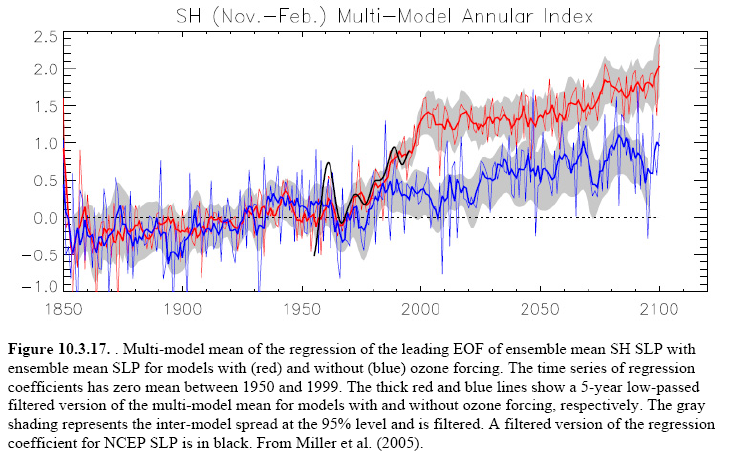 SH (Nov.-Feb.) Multi-Model Annular Index
2.5
2.0
1.5
1.0
0.5
0.0
-0.5
-1.0
1850 1900 1950 2000 2050 2100
Figure 10.3.17. . Multi-model mean of the regression of the leading EOF of ensemble mean SH SLP with
ensemble mean SLP for models with (red) and without (blue) ozone forcing. The time series of regression
coefficients has zero mean between 1950 and 1999. The thick red and blue lines show a 5-year low-passed
filtered version of the multi-model mean for models with and without ozone forcing, respectively. The gray
shading represents the inter-model spread at the 95% level and is filtered. A filtered version of the regression
coefficient for NCEP SLP is in black. From Miller et al. (2005).